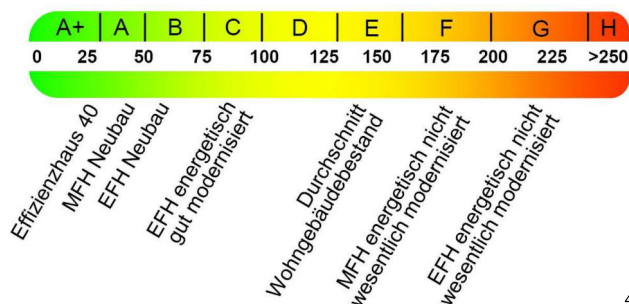 A+ A B C D E F G H
0 25 50 75 100 125 150 175 200 225 >250
Effizienzhaus 40
MFH Neubau
EFH Neubau
EFH energetisch
gut modernisiert
Durchschnitt
Wohngebäudebestand
MFH energetisch nicht
wesentlich modernisiert
EFH energetisch nicht
wesentlich modernisiert